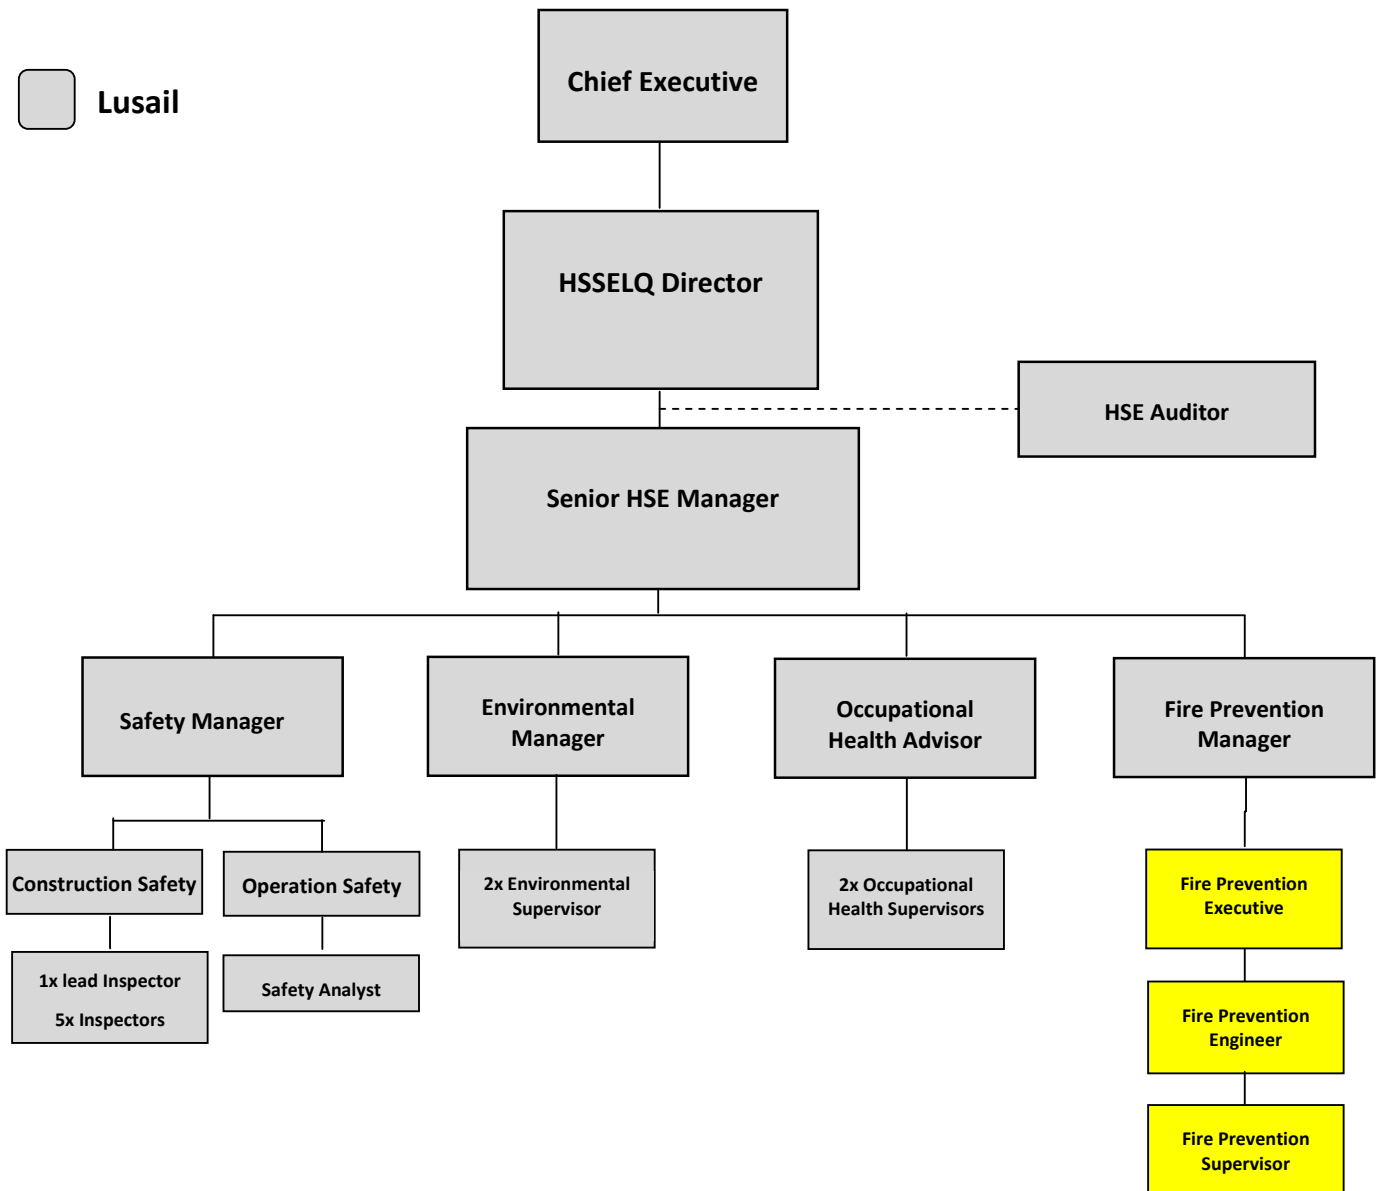 Chief Executive
Lusail
HSSELQ Director
HSE Auditor
Senior HSE Manager
Safety Manager
Environmental
Manager
Occupational
Health Advisor
Fire Prevention
Manager
Construction Safety
Operation Safety
2x Environmental
Supervisor
2x Occupational
Health Supervisors
Fire Prevention
Executive
1x lead Inspector
5x Inspectors
Safety Analyst
Fire Prevention
Engineer
Fire Prevention
Supervisor